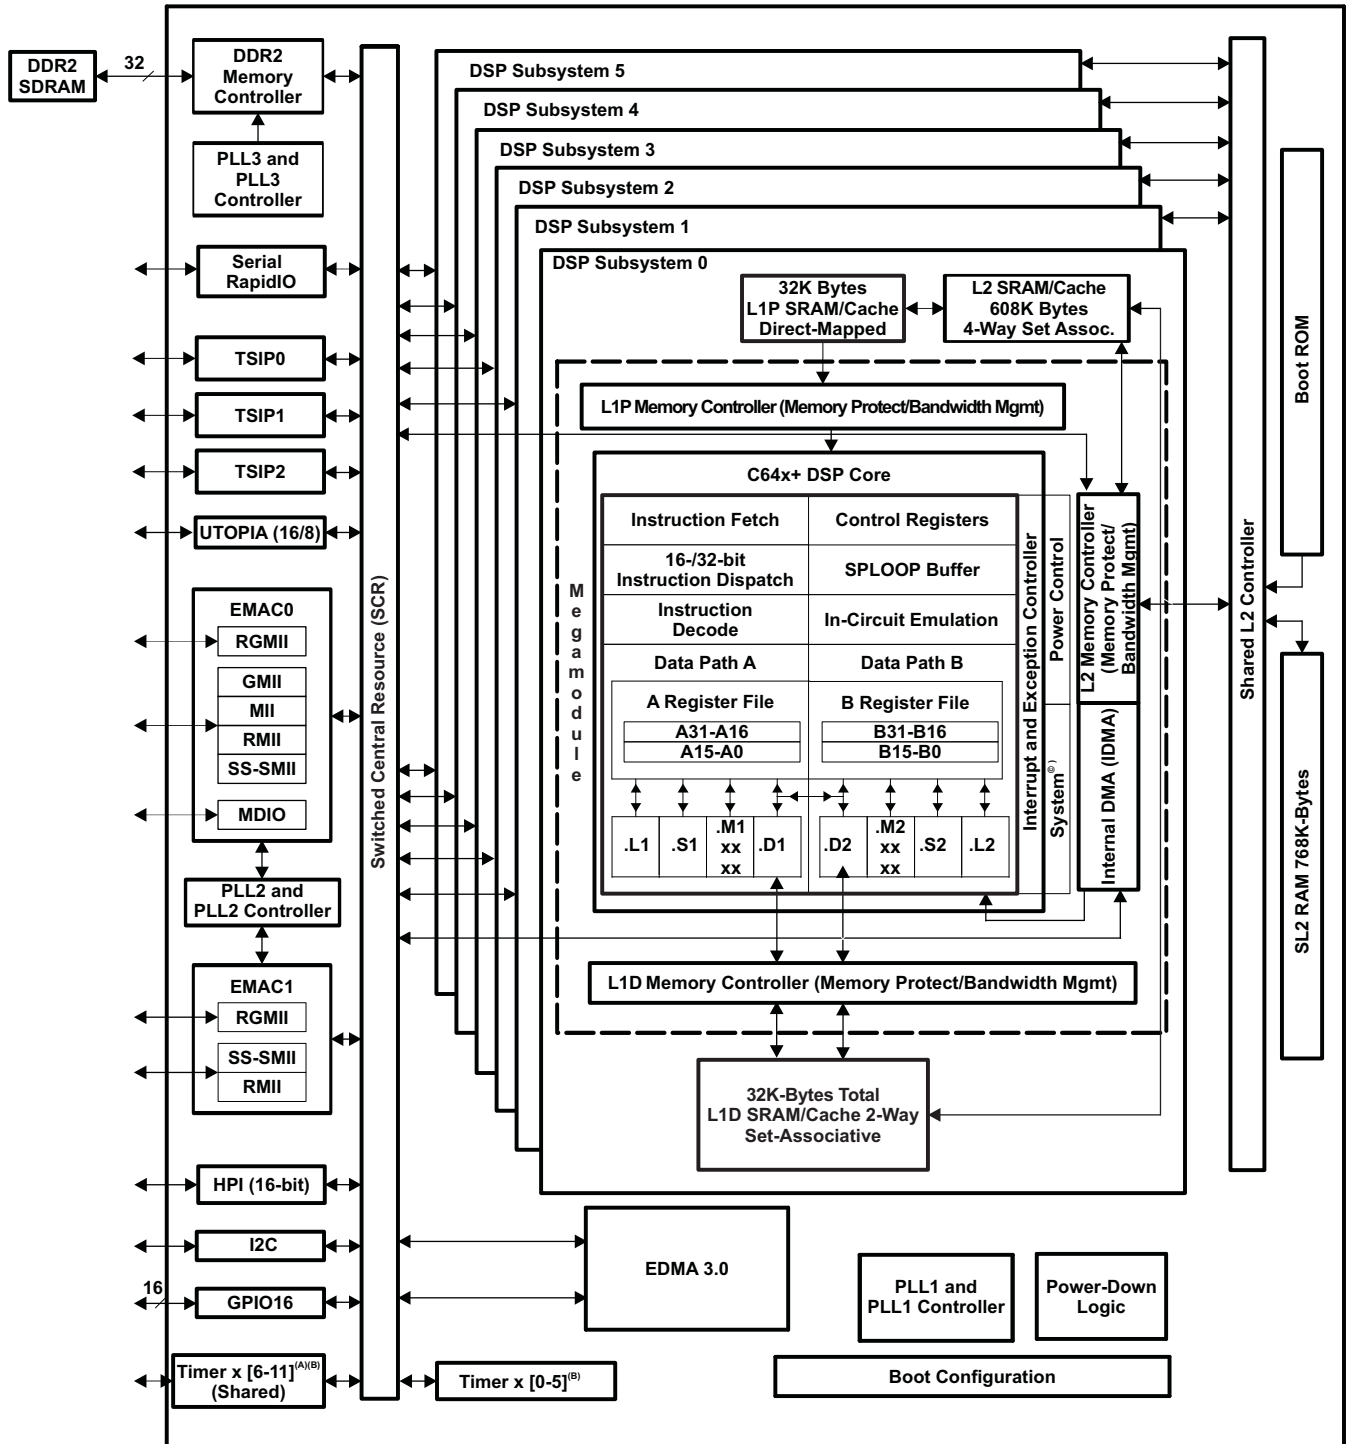 DDR2
SDRAM
32
DDR2
Memory
Controller
PLL3 and
PLL3
Controller
Serial
RapidIO
TSIP0
TSIP1
TSIP2
UTOPIA (16/8)
EMAC0
RGMII
GMII
MII
RMII
SS-SMII
MDIO
PLL2 and
PLL2 Controller
EMAC1
RGMII
SS-SMII
RMII
HPI (16-bit)
I2C
16
GPIO16
Timer x [6-11](A)(B)
(Shared)
Switched Central Resource (SCR)
DSP Subsystem 5
DSP Subsystem 4
DSP Subsystem 3
DSP Subsystem 2
DSP Subsystem 1
DSP Subsystem 0
32K Bytes
L1P SRAM/Cache
Direct-Mapped
L2 SRAM/Cache
608K Bytes
4-Way Set Assoc.
L1P Memory Controller (Memory Protect/Bandwidth Mgmt)
Megamodule
C64x+ DSP Core
Instruction Fetch
Control Registers
16-/32-bit
Instruction Dispatch
SPLOOP Buffer
Instruction
Decode
In-Circuit Emulation
Data Path A
Data Path B
A Register File
B Register File
A31-A16
B31-B16
A15-A0
B15-B0
.L1
.S1
.M1
xx
xx
.D1
.D2
.M2
xx
xx
.S2
.L2
Interrupt and Exception Controller
Power Control
System(C)
L2 Memory Controller
(Memory Protect/
Bandwidth Mgmt)
Internal DMA (IDMA)
L1D Memory Controller (Memory Protect/Bandwidth Mgmt)
32K-Bytes Total
L1D SRAM/Cache 2-Way
Set-Associative
EDMA 3.0
PLL1 and
PLL1 Controller
Power-Down
Logic
Timer x [0-5](B)
Boot Configuration
Shared L2 Controller
Boot ROM
SL2 RAM 768K-Bytes